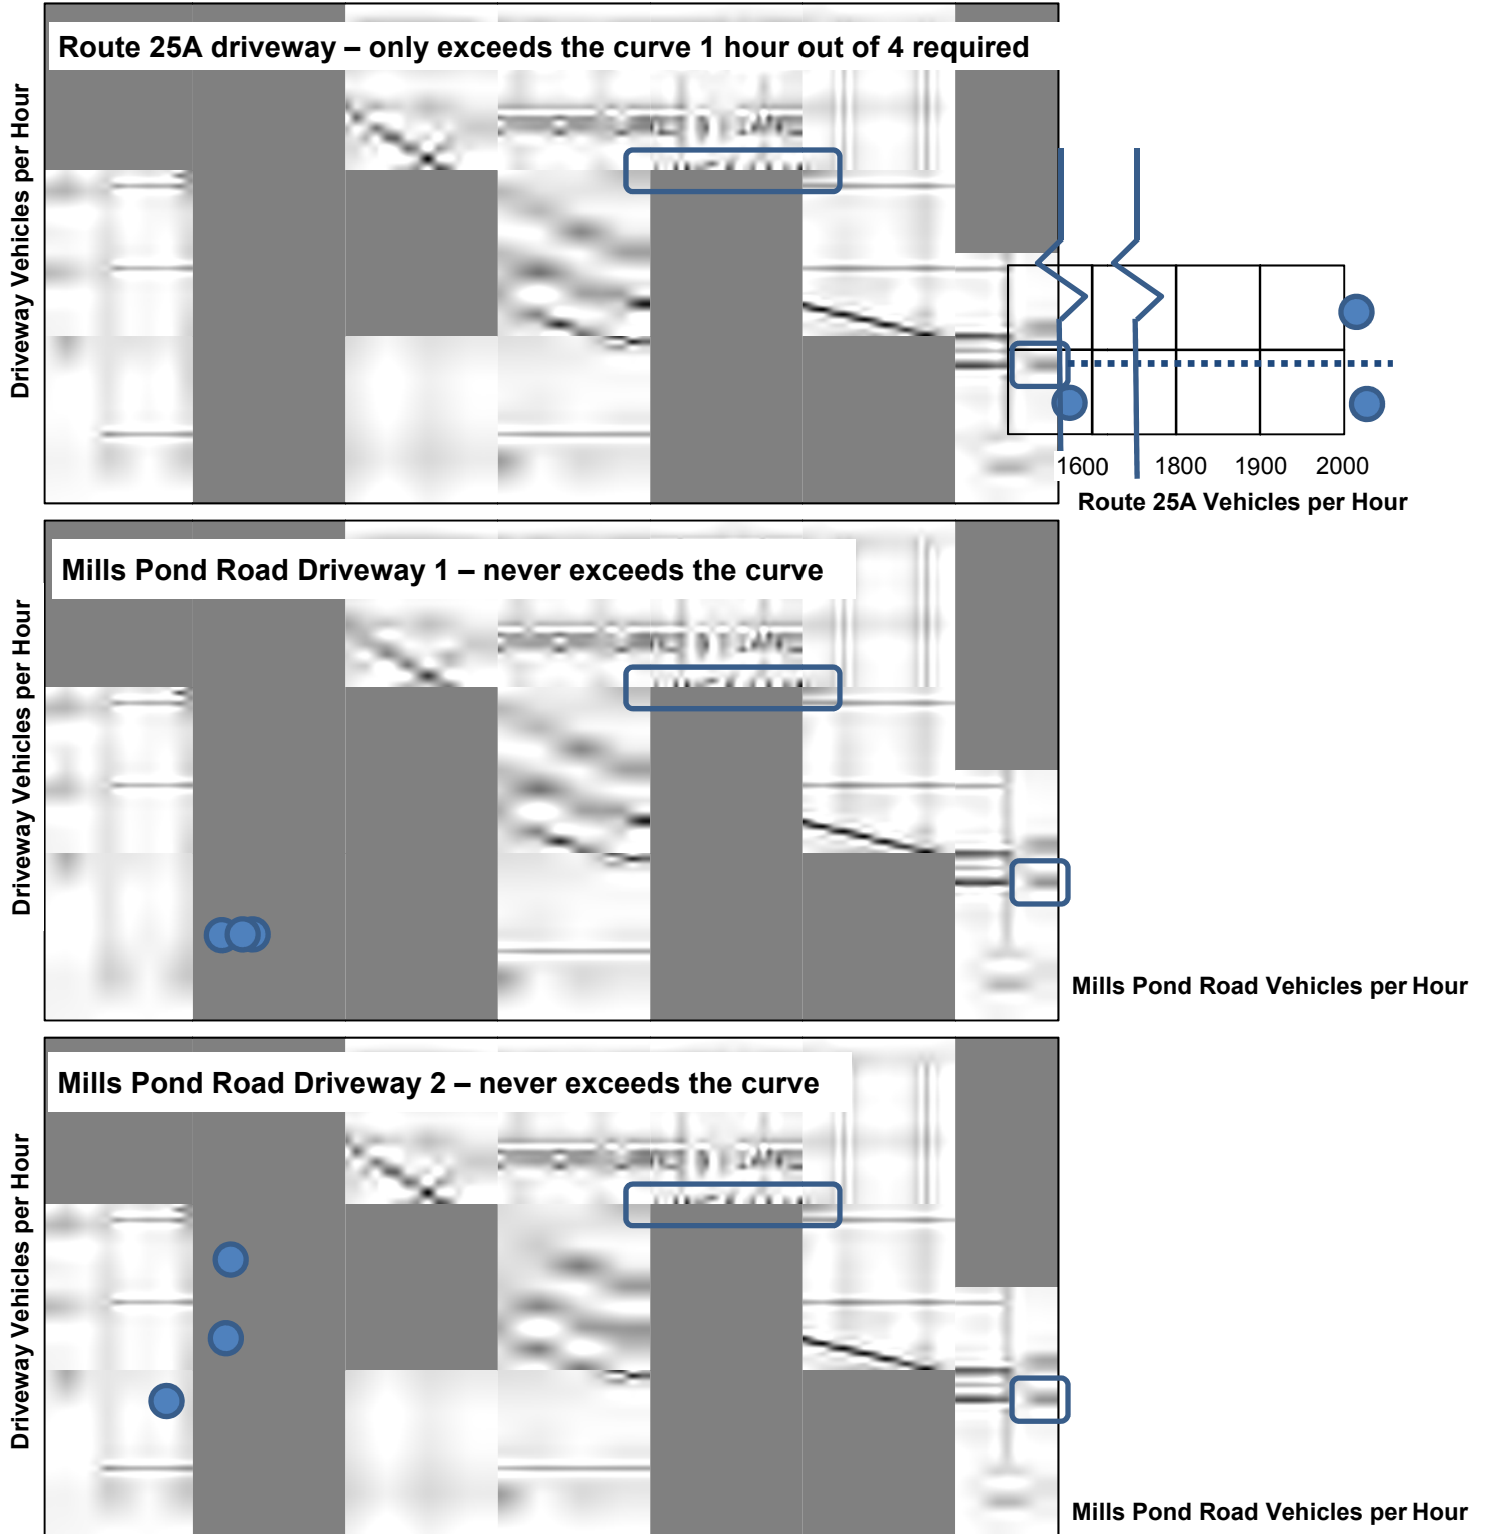 Route 25A driveway – only exceeds the curve 1 hour out of 4 required
Driveway Vehicles per Hour
1600 1800 1900 2000
Route 25A Vehicles per Hour
Mills Pond Road Driveway 1 – never exceeds the curve
Driveway Vehicles per Hour
Mills Pond Road Vehicles per Hour
Mills Pond Road Driveway 2 – never exceeds the curve
Driveway Vehicles per Hour
Mills Pond Road Vehicles per Hour